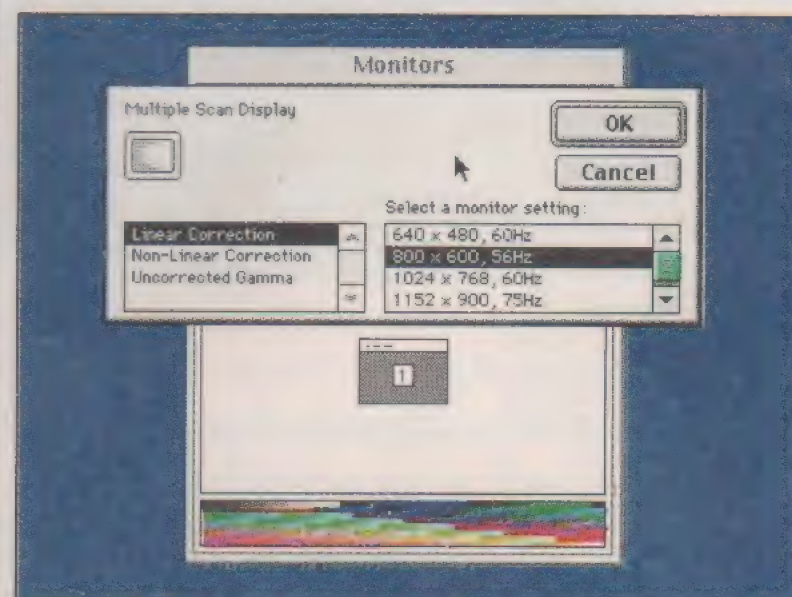 Monitors
Multiple Scan Display
OK
Cancel
Select a monitor setting:
Linear Correction
Non-Linear Correction
Uncorrected Gamma
640 x 480, 60Hz
800 x 600, 56Hz
1024 x 768, 60Hz
1152 x 900, 75Hz
1